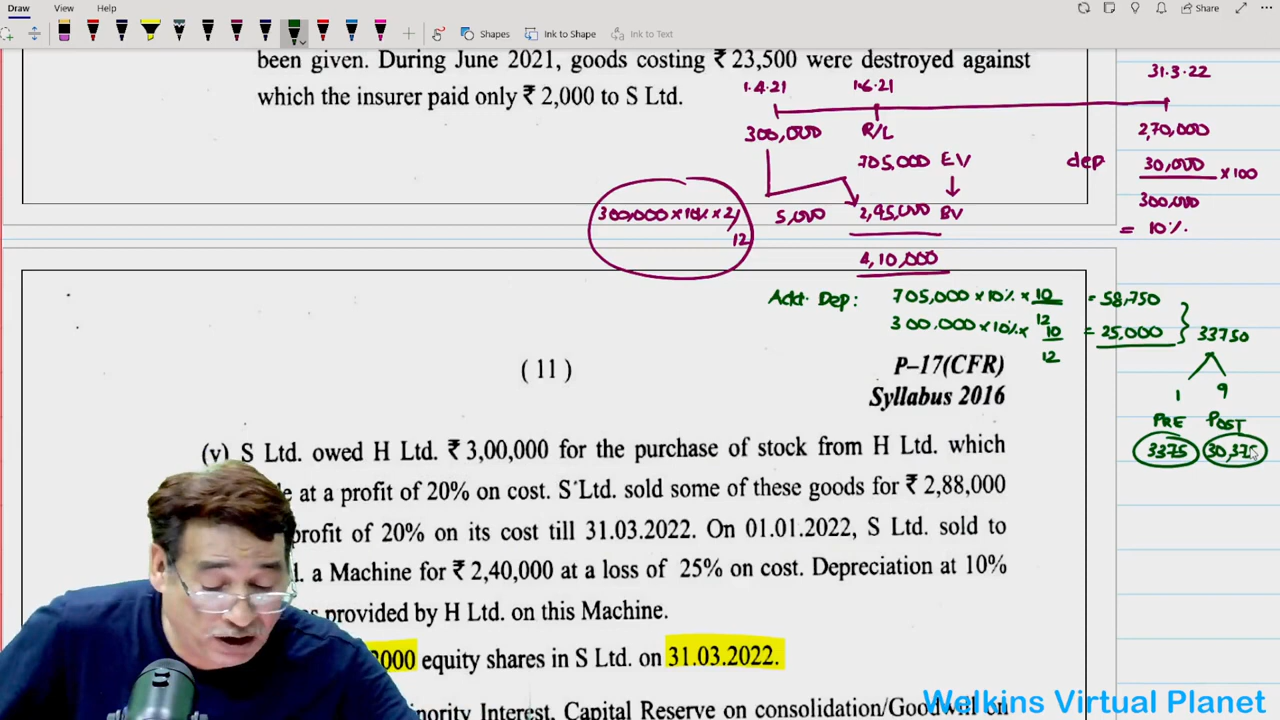 Draw View Help
Share
Shapes Ink to Shape Ink to Text
been given. During June 2021, goods costing ₹ 23,500 were destroyed against
which the insurer paid only ₹ 2,000 to S Ltd.
1.4.21 1.6.21 31.3.22
300,000 R/L 2,70,000
705,000 EV dep 30,000 ×100
300,000
300,000×10%×2/12 5,000 2,95,000 BV
= 10%.
4,10,000
Addt. Dep: 705,000×10%×10/12 = 58,750
300,000×10%×10/12 = 25,000 } 33750
1 9
PRE POST
3375 30,375
( 11 ) P–17(CFR)
Syllabus 2016
(v) S Ltd. owed H Ltd. ₹ 3,00,000 for the purchase of stock from H Ltd. which
at a profit of 20% on cost. S Ltd. sold some of these goods for ₹ 2,88,000
profit of 20% on its cost till 31.03.2022. On 01.01.2022, S Ltd. sold to
a Machine for ₹ 2,40,000 at a loss of 25% on cost. Depreciation at 10%
provided by H Ltd. on this Machine.
equity shares in S Ltd. on 31.03.2022.
Interest, Capital Reserve on consolidation/Goodwill on
Welkins Virtual Planet